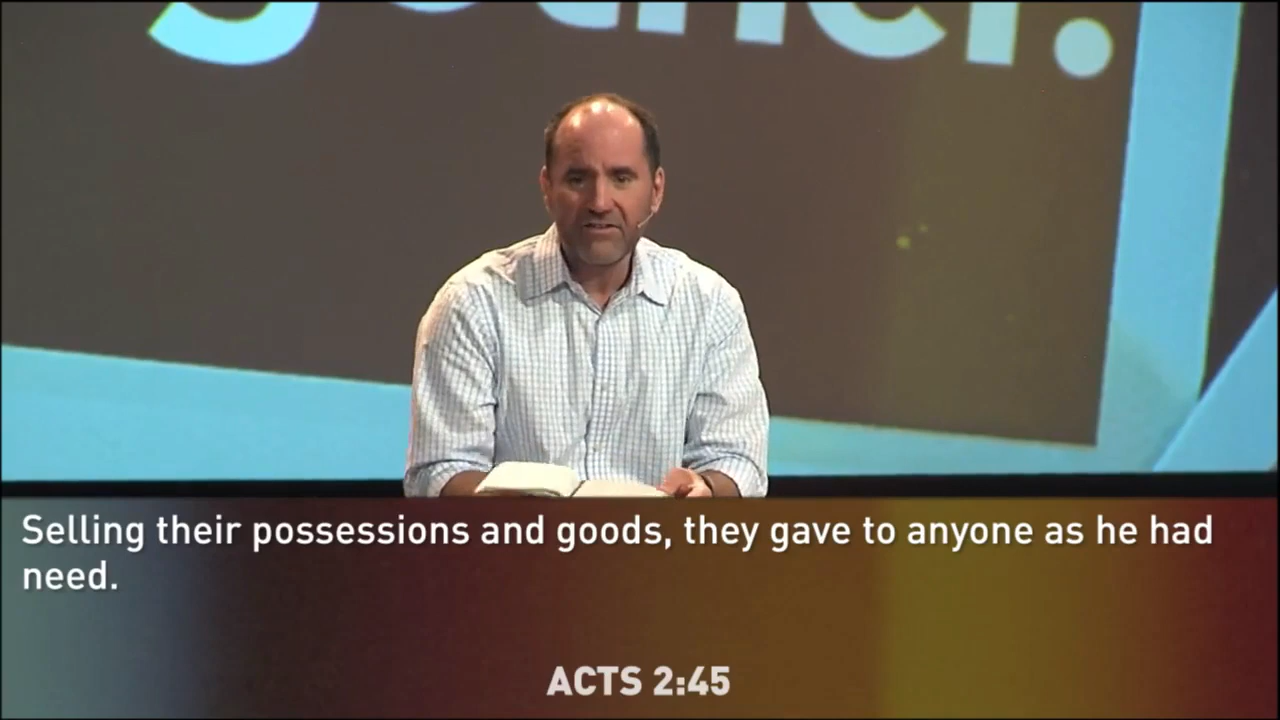 Selling their possessions and goods, they gave to anyone as he had
need.
ACTS 2:45